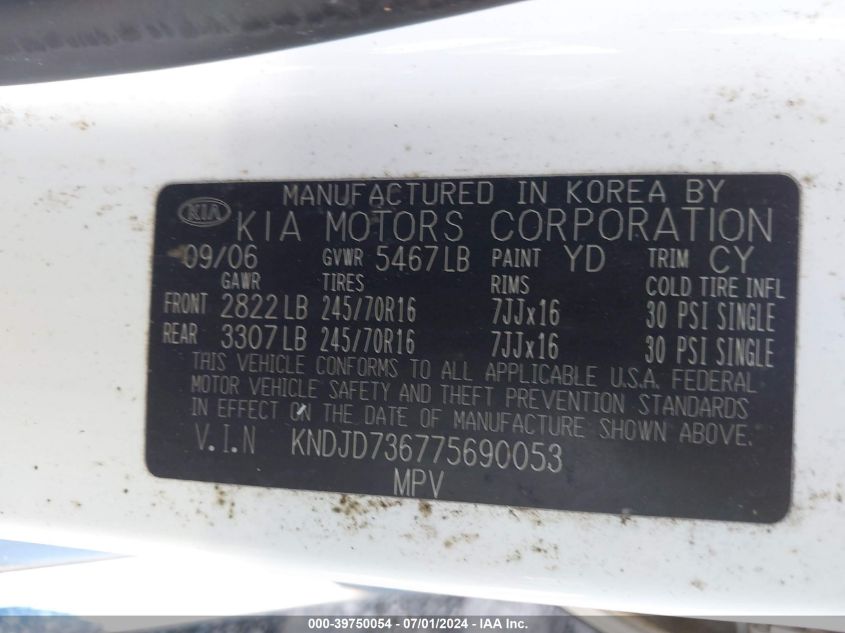 MANUFACTURED IN KOREA BY
KIA KIA MOTORS CORPORATION
09/06 GVWR 5467LB PAINT YD TRIM CY
GAWR TIRES RIMS COLD TIRE INFL
FRONT 2822LB 245/70R16 7JJx16 30 PSI SINGLE
REAR 3307LB 245/70R16 7JJx16 30 PSI SINGLE
THIS VEHICLE CONFORMS TO ALL APPLICABLE U.S.A. FEDERAL
MOTOR VEHICLE SAFETY AND THEFT PREVENTION STANDARDS
IN EFFECT ON THE DATE OF MANUFACTURE SHOWN ABOVE.
V.I.N KNDJD736775690053
MPV
000-39750054 - 07/01/2024 - IAA Inc.